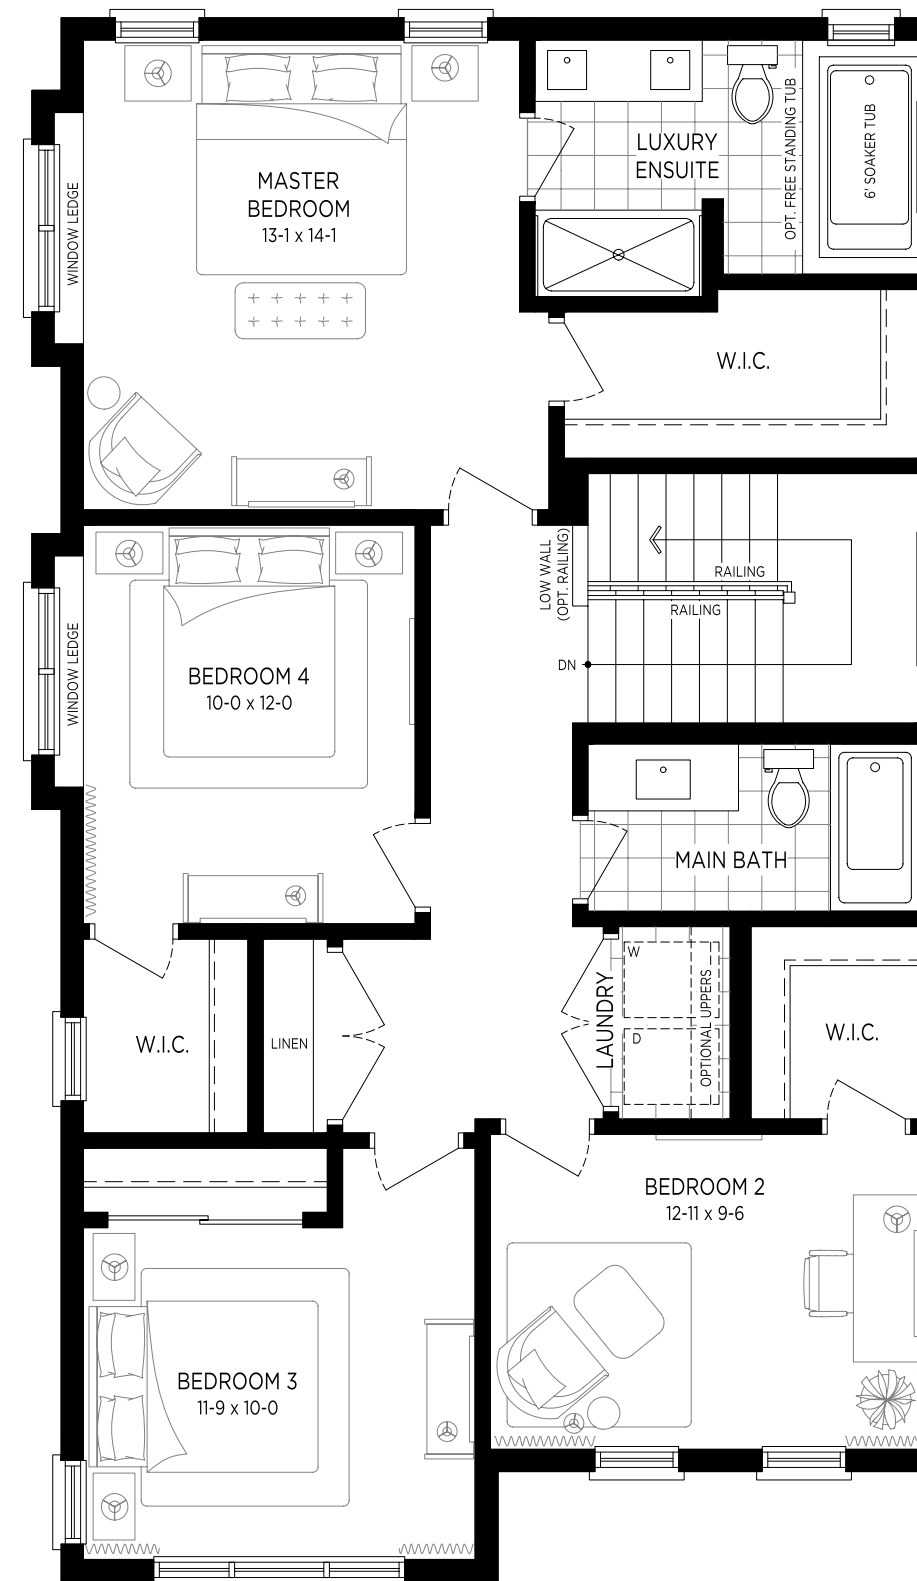 LUXURY
ENSUITE
OPT. FREE STANDING TUB
6' SOAKER TUB
MASTER
BEDROOM
13-1 x 14-1
WINDOW LEDGE
W.I.C.
LOW WALL
(OPT. RAILING)
RAILING
RAILING
DN
BEDROOM 4
10-0 x 12-0
WINDOW LEDGE
MAIN BATH
W.I.C.
LINEN
LAUNDRY
W
D
OPTIONAL UPPERS
W.I.C.
BEDROOM 2
12-11 x 9-6
BEDROOM 3
11-9 x 10-0